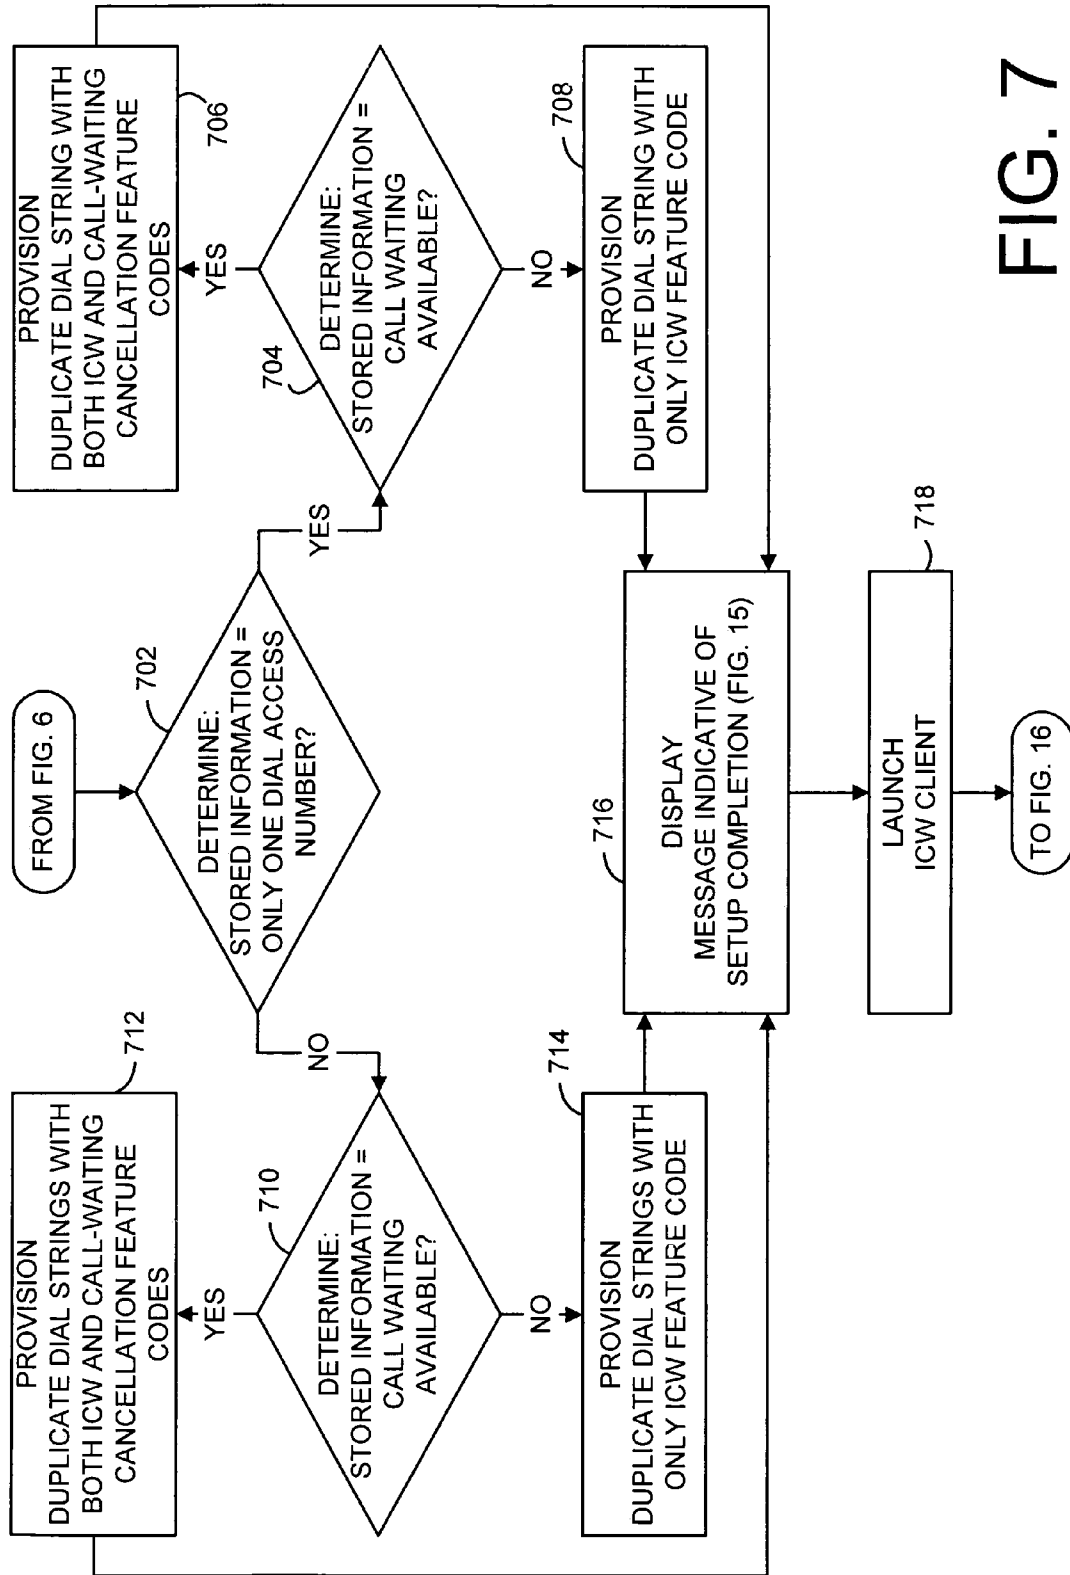 FROM FIG. 6
702
DETERMINE:
STORED INFORMATION =
ONLY ONE DIAL ACCESS
NUMBER?
NO
YES
712
PROVISION
DUPLICATE DIAL STRINGS WITH
BOTH ICW AND CALL-WAITING
CANCELLATION FEATURE
CODES
YES
710
DETERMINE:
STORED INFORMATION =
CALL WAITING
AVAILABLE?
NO
714
PROVISION
DUPLICATE DIAL STRINGS WITH
ONLY ICW FEATURE CODE
PROVISION
DUPLICATE DIAL STRING WITH
BOTH ICW AND CALL-WAITING
CANCELLATION FEATURE
CODES
706
YES
704
DETERMINE:
STORED INFORMATION =
CALL WAITING
AVAILABLE?
NO
708
PROVISION
DUPLICATE DIAL STRING WITH
ONLY ICW FEATURE CODE
716
DISPLAY
MESSAGE INDICATIVE OF
SETUP COMPLETION (FIG. 15)
718
LAUNCH
ICW CLIENT
TO FIG. 16
FIG. 7